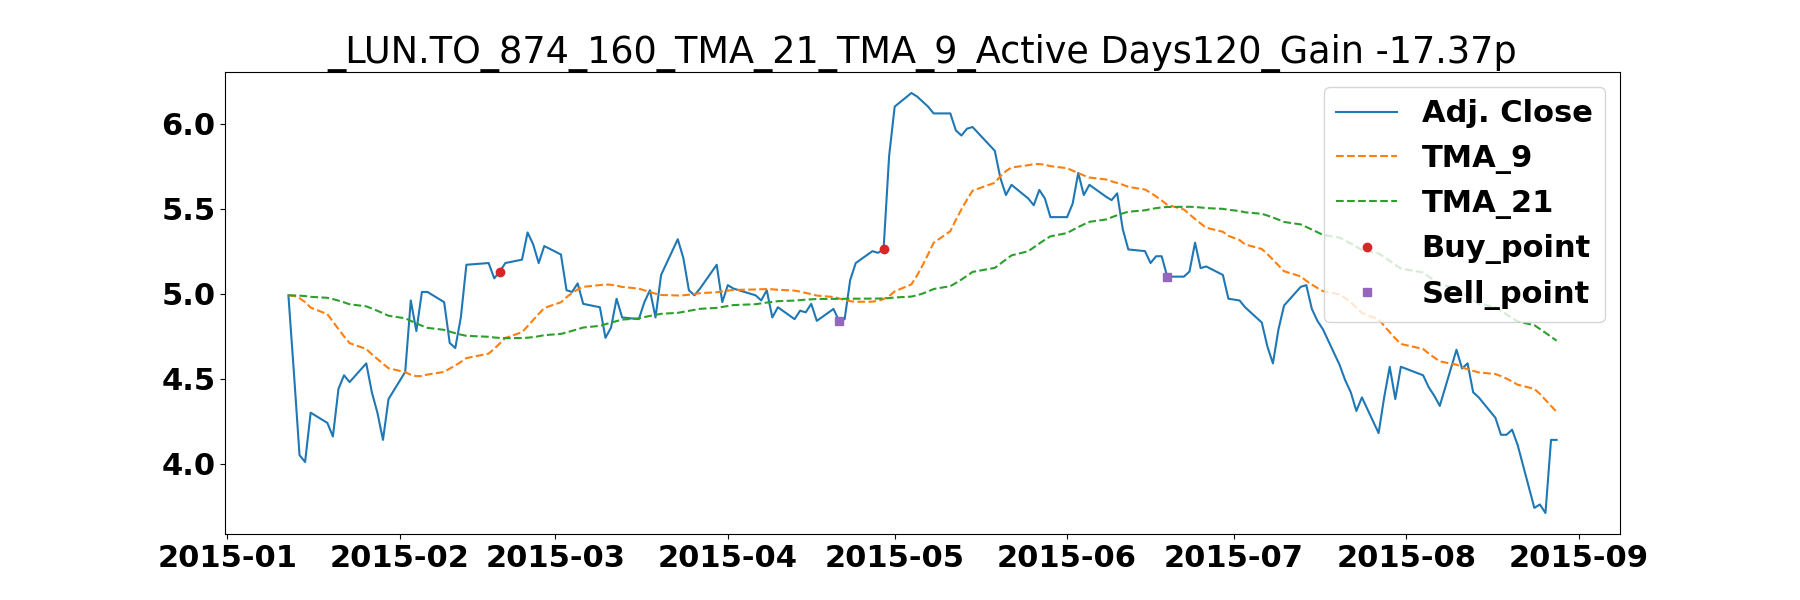 _LUN.TO_874_160_TMA_21_TMA_9_Active Days120_Gain -17.37p
Adj. Close
TMA_9
TMA_21
Buy_point
Sell_point
6.0
5.5
5.0
4.5
4.0
2015-01 2015-02 2015-03 2015-04 2015-05 2015-06 2015-07 2015-08 2015-09